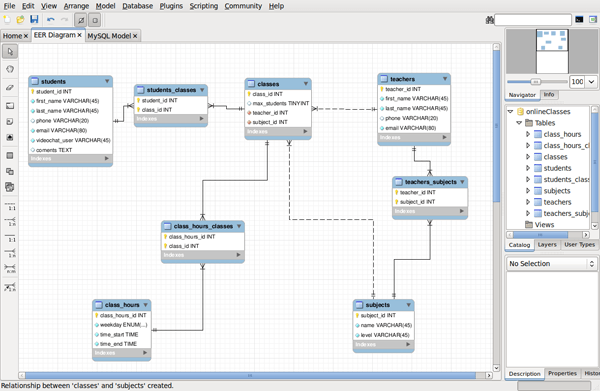 File Edit View Arrange Model Database Plugins Scripting Community Help
Home EER Diagram MySQL Model
students
student_id INT
first_name VARCHAR(45)
last_name VARCHAR(45)
phone VARCHAR(20)
email VARCHAR(80)
videochat_user VARCHAR(45)
coments TEXT
Indexes
students_classes
student_id INT
class_id INT
Indexes
classes
class_id INT
max_students TINYINT
teacher_id INT
subject_id INT
Indexes
teachers
teacher_id INT
first_name VARCHAR(45)
last_name VARCHAR(45)
phone VARCHAR(20)
email VARCHAR(80)
Indexes
teachers_subjects
teacher_id INT
subject_id INT
Indexes
class_hours_classes
class_hours_id INT
class_id INT
Indexes
class_hours
class_hours_id INT
weekday ENUM(...)
time_start TIME
time_end TIME
Indexes
subjects
subject_id INT
name VARCHAR(45)
level VARCHAR(45)
Indexes
1:1
1:n
1:1
1:n
n:m
100
Navigator Info
onlineClasses
Tables
class_hours
class_hours_cl
classes
students
students_class
subjects
teachers
teachers_subj
Views
Catalog Layers User Types
No Selection
Description Properties Histor
Relationship between 'classes' and 'subjects' created.